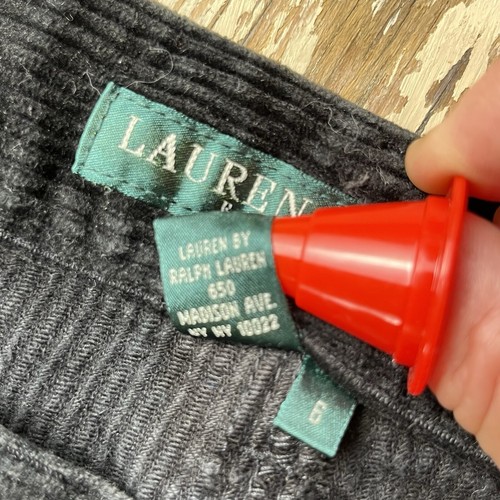 LAUREN
LAUREN BY
RALPH LAUREN
650
MADISON AVE.
NY NY 10022
6